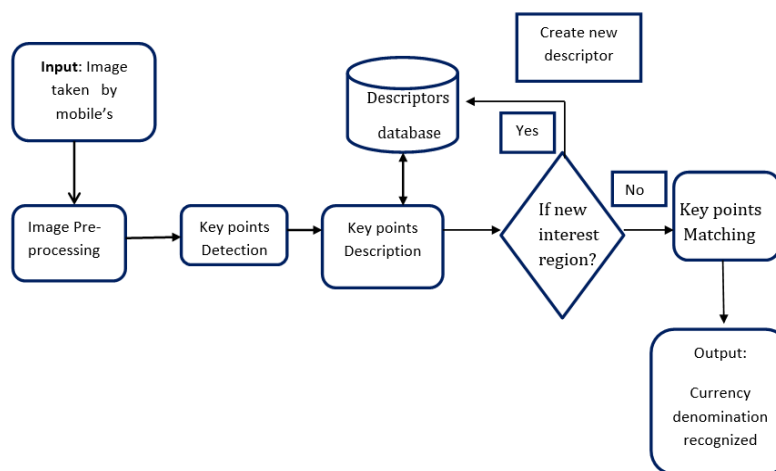 Input: Image
taken by
mobile's
Image Pre-
processing
Key points
Detection
Key points
Description
Descriptors
database
Create new
descriptor
Yes
If new
interest
region?
No
Key points
Matching
Output:
Currency
denomination
recognized